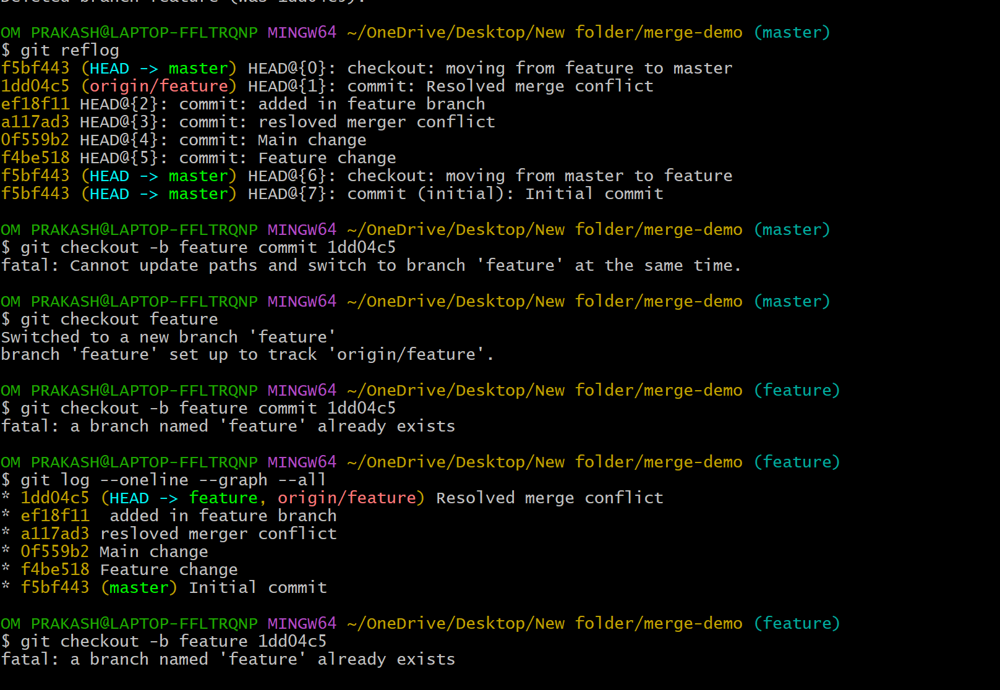 Deleted branch feature (was 1dd04c5).
OM PRAKASH@LAPTOP-FFLTRQNP MINGW64 ~/OneDrive/Desktop/New folder/merge-demo (master)
$ git reflog
f5bf443 (HEAD -> master) HEAD@{0}: checkout: moving from feature to master
1dd04c5 (origin/feature) HEAD@{1}: commit: Resolved merge conflict
ef18f11 HEAD@{2}: commit: added in feature branch
a117ad3 HEAD@{3}: commit: resloved merger conflict
0f559b2 HEAD@{4}: commit: Main change
f4be518 HEAD@{5}: commit: Feature change
f5bf443 (HEAD -> master) HEAD@{6}: checkout: moving from master to feature
f5bf443 (HEAD -> master) HEAD@{7}: commit (initial): Initial commit
OM PRAKASH@LAPTOP-FFLTRQNP MINGW64 ~/OneDrive/Desktop/New folder/merge-demo (master)
$ git checkout -b feature commit 1dd04c5
fatal: Cannot update paths and switch to branch 'feature' at the same time.
OM PRAKASH@LAPTOP-FFLTRQNP MINGW64 ~/OneDrive/Desktop/New folder/merge-demo (master)
$ git checkout feature
Switched to a new branch 'feature'
branch 'feature' set up to track 'origin/feature'.
OM PRAKASH@LAPTOP-FFLTRQNP MINGW64 ~/OneDrive/Desktop/New folder/merge-demo (feature)
$ git checkout -b feature commit 1dd04c5
fatal: a branch named 'feature' already exists
OM PRAKASH@LAPTOP-FFLTRQNP MINGW64 ~/OneDrive/Desktop/New folder/merge-demo (feature)
$ git log --oneline --graph --all
* 1dd04c5 (HEAD -> feature, origin/feature) Resolved merge conflict
* ef18f11  added in feature branch
* a117ad3 resloved merger conflict
* 0f559b2 Main change
* f4be518 Feature change
* f5bf443 (master) Initial commit
OM PRAKASH@LAPTOP-FFLTRQNP MINGW64 ~/OneDrive/Desktop/New folder/merge-demo (feature)
$ git checkout -b feature 1dd04c5
fatal: a branch named 'feature' already exists